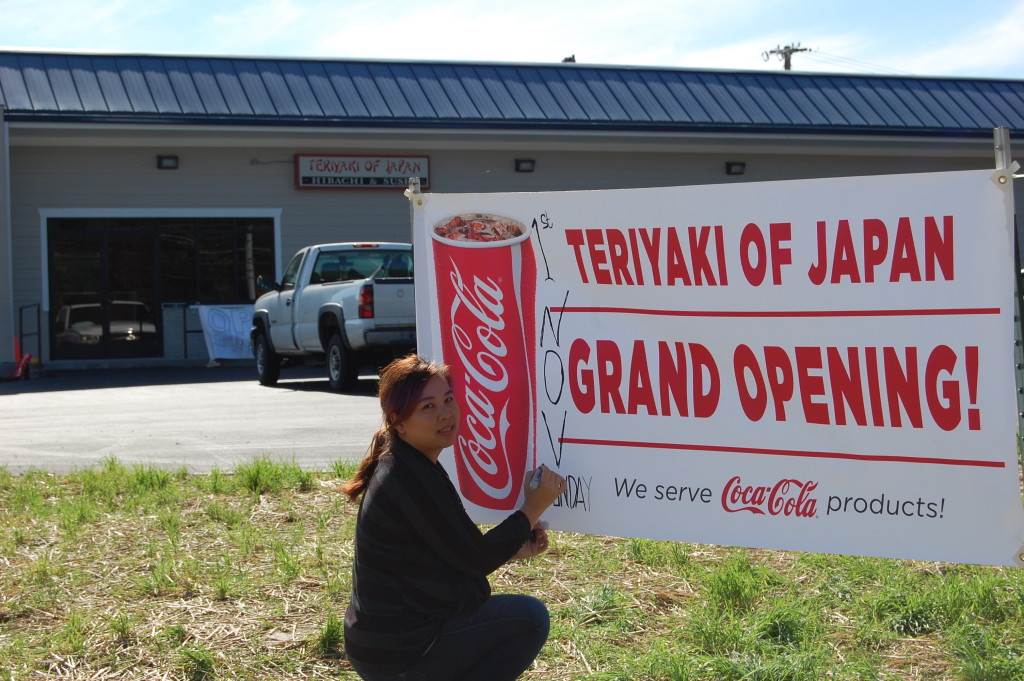 TERIYAKI OF JAPAN
HIBACHI & SUSHI
Coca-Cola
1st
NOV
TERIYAKI OF JAPAN
GRAND OPENING!
We serve Coca-Cola products!